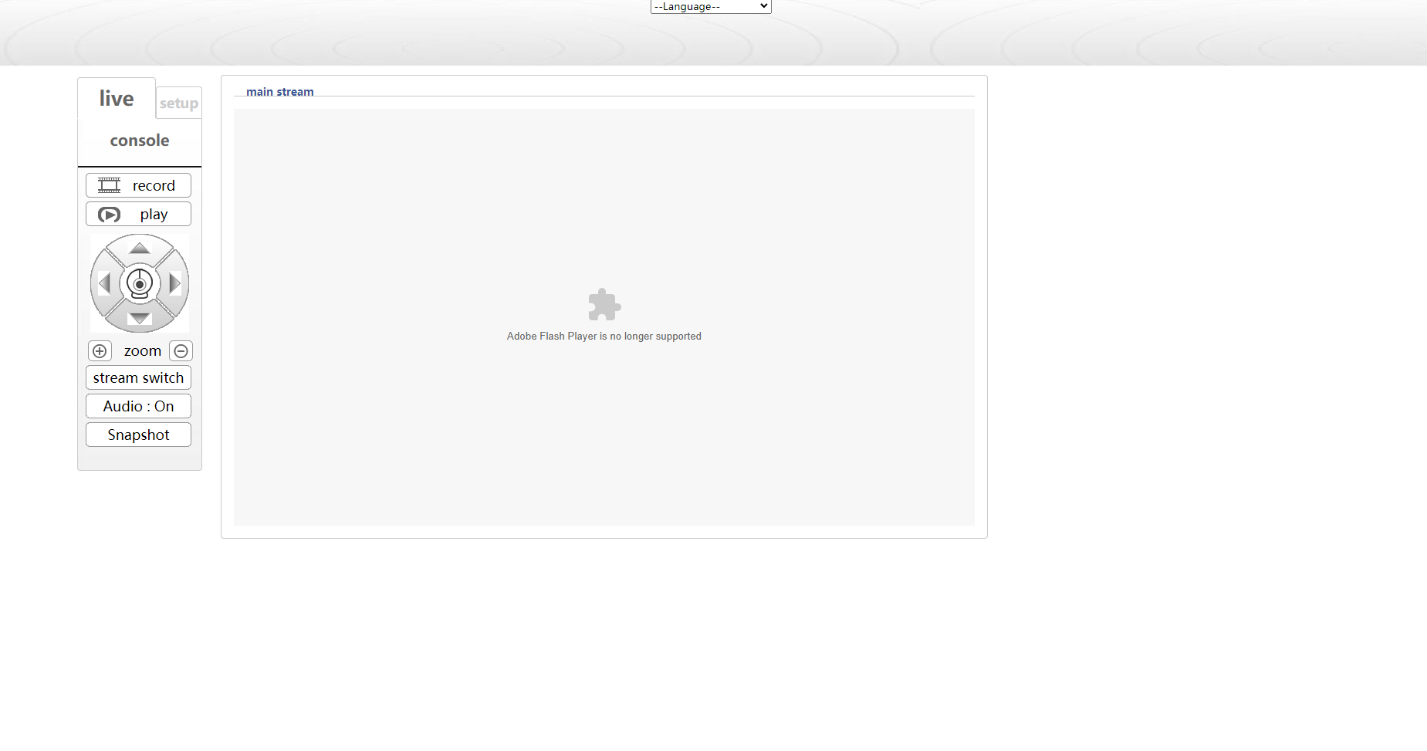 --Language--
live
setup
console
record
play
zoom
stream switch
Audio : On
Snapshot
main stream
Adobe Flash Player is no longer supported